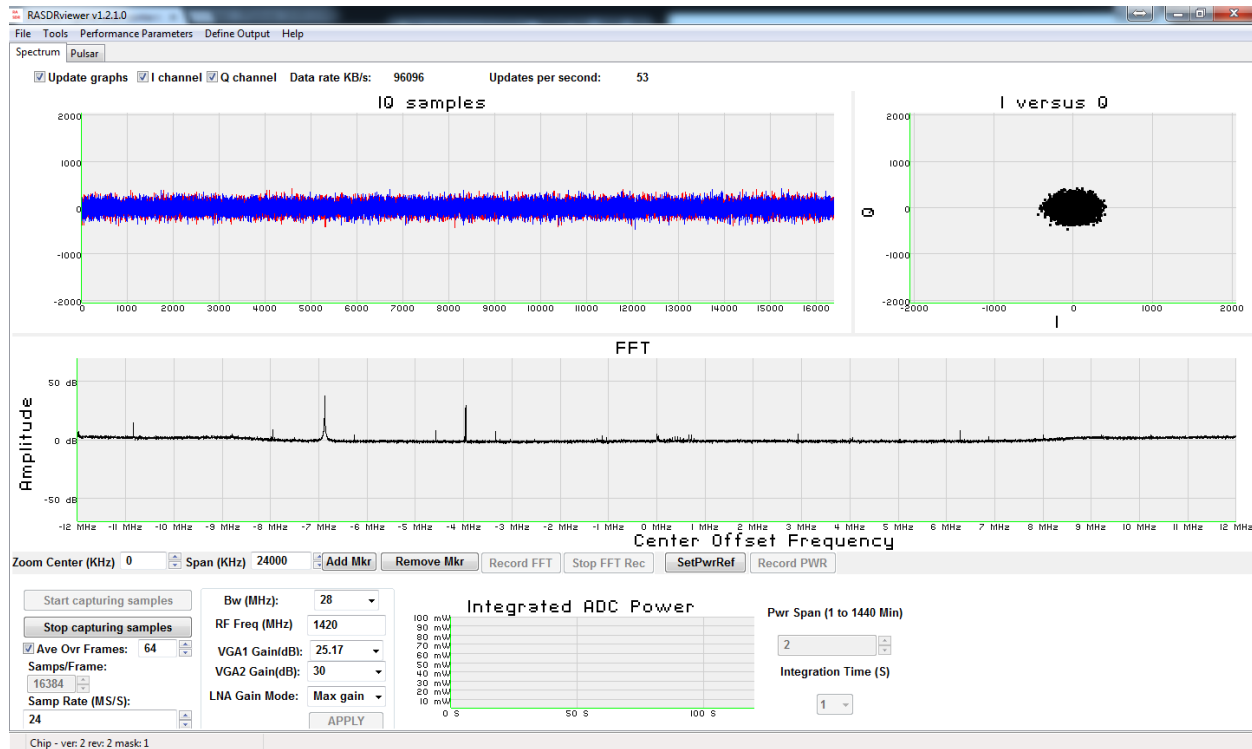 RASDRviewer v1.2.1.0
File Tools Performance Parameters Define Output Help
Spectrum Pulsar
Update graphs I channel Q channel Data rate KB/s: 96096 Updates per second: 53
IQ samples
2000
1000
0
-1000
-2000
0 1000 2000 3000 4000 5000 6000 7000 8000 9000 10000 11000 12000 13000 14000 15000 16000
I versus Q
2000
1000
0
-1000
-2000
Q
-2000 -1000 0 1000 2000
I
FFT
Amplitude
50 dB
0 dB
-50 dB
-12 MHz -11 MHz -10 MHz -9 MHz -8 MHz -7 MHz -6 MHz -5 MHz -4 MHz -3 MHz -2 MHz -1 MHz 0 MHz 1 MHz 2 MHz 3 MHz 4 MHz 5 MHz 6 MHz 7 MHz 8 MHz 9 MHz 10 MHz 11 MHz 12 MHz
Center Offset Frequency
Zoom Center (KHz) 0 Span (KHz) 24000 Add Mkr Remove Mkr Record FFT Stop FFT Rec SetPwrRef Record PWR
Start capturing samples
Stop capturing samples
Ave Ovr Frames: 64
Samps/Frame:
16384
Samp Rate (MS/S):
24
Bw (MHz): 28
RF Freq (MHz) 1420
VGA1 Gain(dB): 25.17
VGA2 Gain(dB): 30
LNA Gain Mode: Max gain
APPLY
Integrated ADC Power
100 mW
90 mW
80 mW
70 mW
60 mW
50 mW
40 mW
30 mW
20 mW
10 mW
0 S 50 S 100 S
Pwr Span (1 to 1440 Min)
2
Integration Time (S)
1
Chip - ver: 2 rev: 2 mask: 1